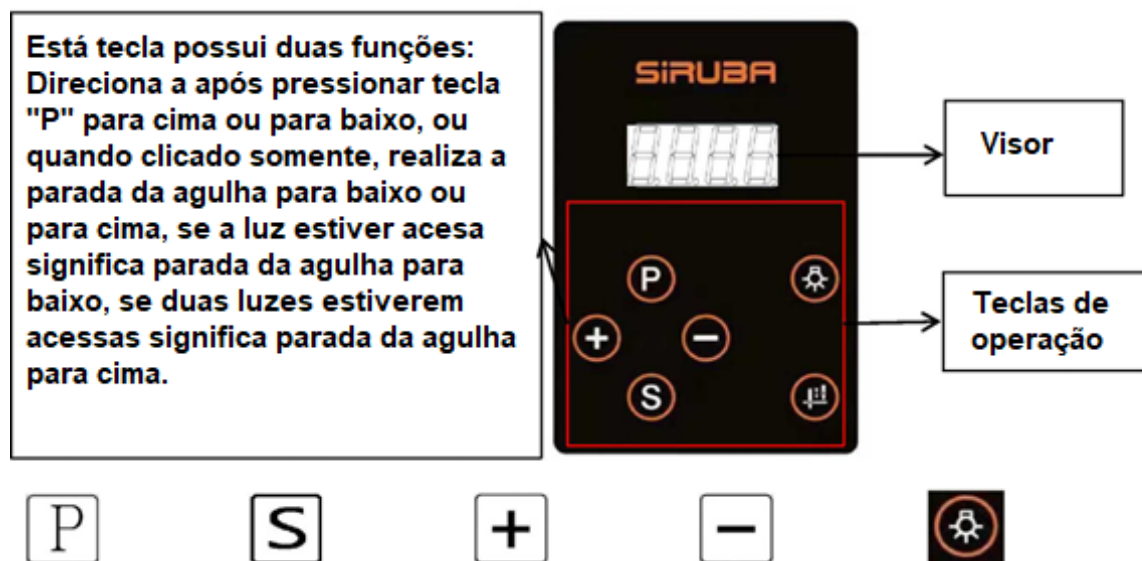 Está tecla possui duas funções:
Direciona a após pressionar tecla
"P" para cima ou para baixo, ou
quando clicado somente, realiza a
parada da agulha para baixo ou
para cima, se a luz estiver acesa
significa parada da agulha para
baixo, se duas luzes estiverem
acessas significa parada da agulha
para cima.
SiRUBA
Visor
P
+
−
S
Teclas de
operação
P
S
+
−